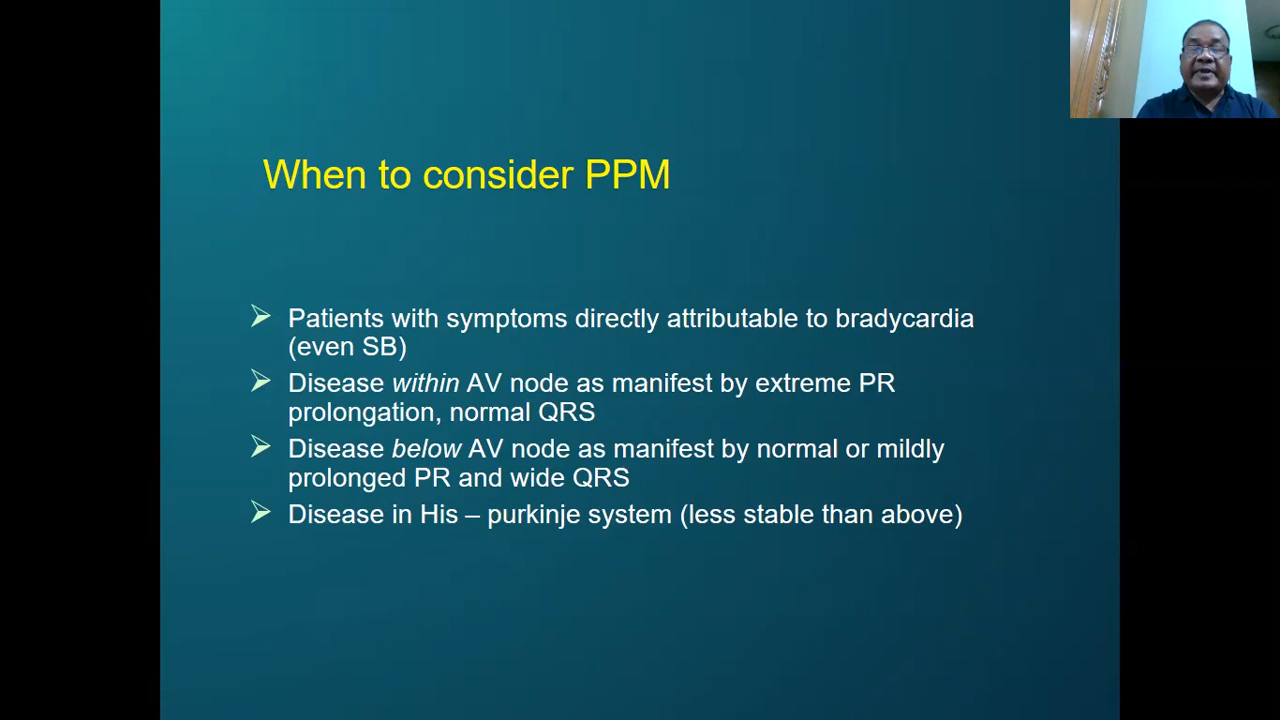 When to consider PPM
➢ Patients with symptoms directly attributable to bradycardia
(even SB)
➢ Disease within AV node as manifest by extreme PR
prolongation, normal QRS
➢ Disease below AV node as manifest by normal or mildly
prolonged PR and wide QRS
➢ Disease in His – purkinje system (less stable than above)